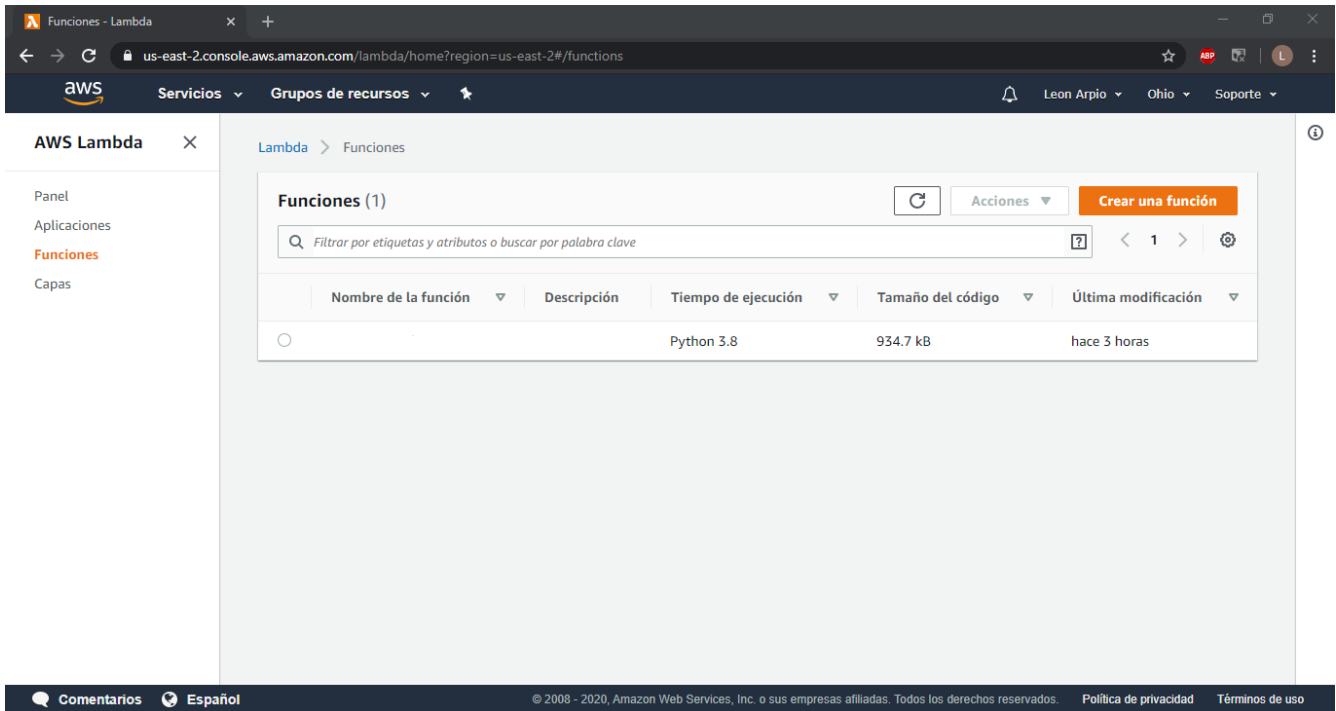 Funciones - Lambda
us-east-2.console.aws.amazon.com/lambda/home?region=us-east-2#/functions ABP L
aws Servicios Grupos de recursos Leon Arpio Ohio Soporte
AWS Lambda
Lambda > Funciones
Panel
Aplicaciones
Funciones
Capas
Funciones (1) Acciones Crear una función
Filtrar por etiquetas y atributos o buscar por palabra clave ? < 1 >
Nombre de la función Descripción Tiempo de ejecución Tamaño del código Última modificación
Python 3.8 934.7 kB hace 3 horas
Comentarios Español © 2008 - 2020, Amazon Web Services, Inc. o sus empresas afiliadas. Todos los derechos reservados. Política de privacidad Términos de uso